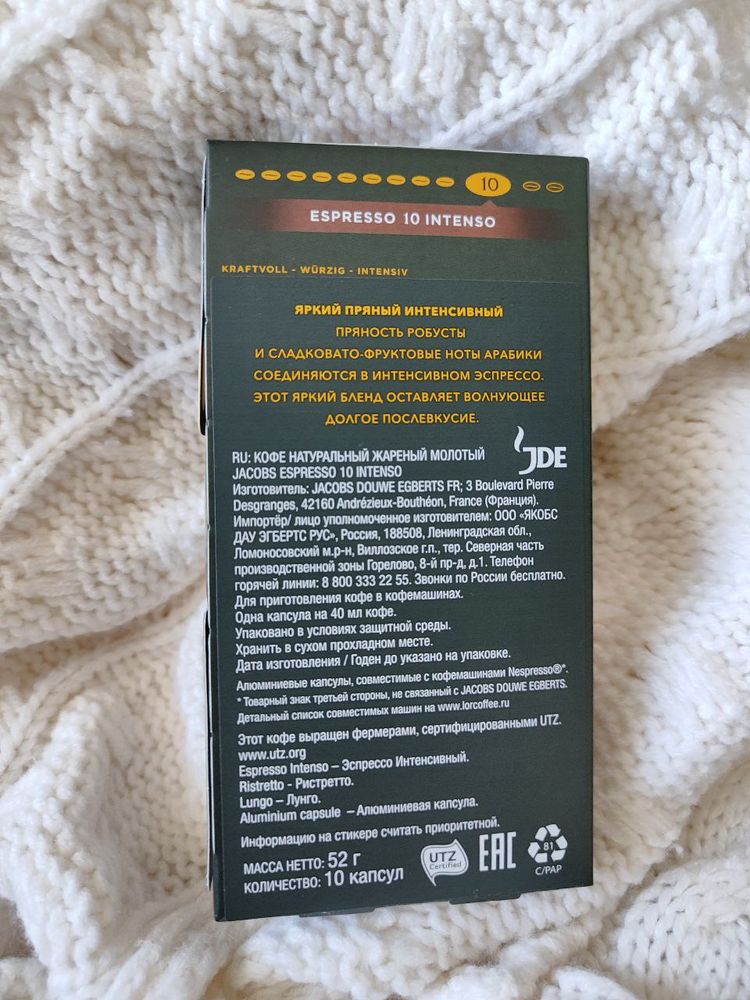 10
ESPRESSO 10 INTENSO
KRAFTVOLL - WÜRZIG - INTENSIV
ЯРКИЙ ПРЯНЫЙ ИНТЕНСИВНЫЙ
ПРЯНОСТЬ РОБУСТЫ
И СЛАДКОВАТО-ФРУКТОВЫЕ НОТЫ АРАБИКИ
СОЕДИНЯЮТСЯ В ИНТЕНСИВНОМ ЭСПРЕССО.
ЭТОТ ЯРКИЙ БЛЕНД ОСТАВЛЯЕТ ВОЛНУЮЩЕЕ
ДОЛГОЕ ПОСЛЕВКУСИЕ.
JDE
RU: КОФЕ НАТУРАЛЬНЫЙ ЖАРЕНЫЙ МОЛОТЫЙ
JACOBS ESPRESSO 10 INTENSO
Изготовитель: JACOBS DOUWE EGBERTS FR; 3 Boulevard Pierre
Desgranges, 42160 Andrézieux-Bouthéon, France (Франция).
Импортёр/ лицо уполномоченное изготовителем: ООО «ЯКОБС
ДАУ ЭГБЕРТС РУС», Россия, 188508, Ленинградская обл.,
Ломоносовский м.р-н, Виллозское г.п., тер. Северная часть
производственной зоны Горелово, 8-й пр-д, д.1. Телефон
горячей линии: 8 800 333 22 55. Звонки по России бесплатно.
Для приготовления кофе в кофемашинах.
Одна капсула на 40 мл кофе.
Упаковано в условиях защитной среды.
Хранить в сухом прохладном месте.
Дата изготовления / Годен до указано на упаковке.
Алюминиевые капсулы, совместимые с кофемашинами Nespresso®*.
* Товарный знак третьей стороны, не связанный с JACOBS DOUWE EGBERTS.
Детальный список совместимых машин на www.lorcoffee.ru
Этот кофе выращен фермерами, сертифицированными UTZ.
www.utz.org
Espresso Intenso – Эспрессо Интенсивный.
Ristretto - Ристретто.
Lungo – Лунго.
Aluminium capsule – Алюминиевая капсула.
Информацию на стикере считать приоритетной.
МАССА НЕТТО: 52 г
КОЛИЧЕСТВО: 10 капсул
UTZ
Certified
EAC
81
C/PAP